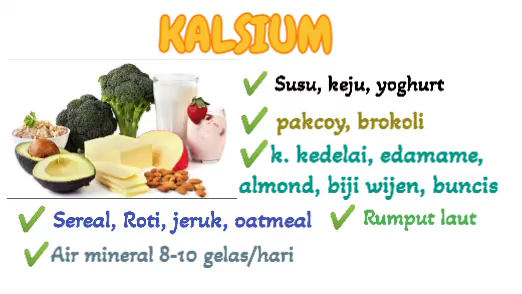 KALSIUM
Susu, keju, yoghurt
pakcoy, brokoli
k. kedelai, edamame,
almond, biji wijen, buncis
Sereal, Roti, jeruk, oatmeal
Rumput laut
Air mineral 8-10 gelas/hari